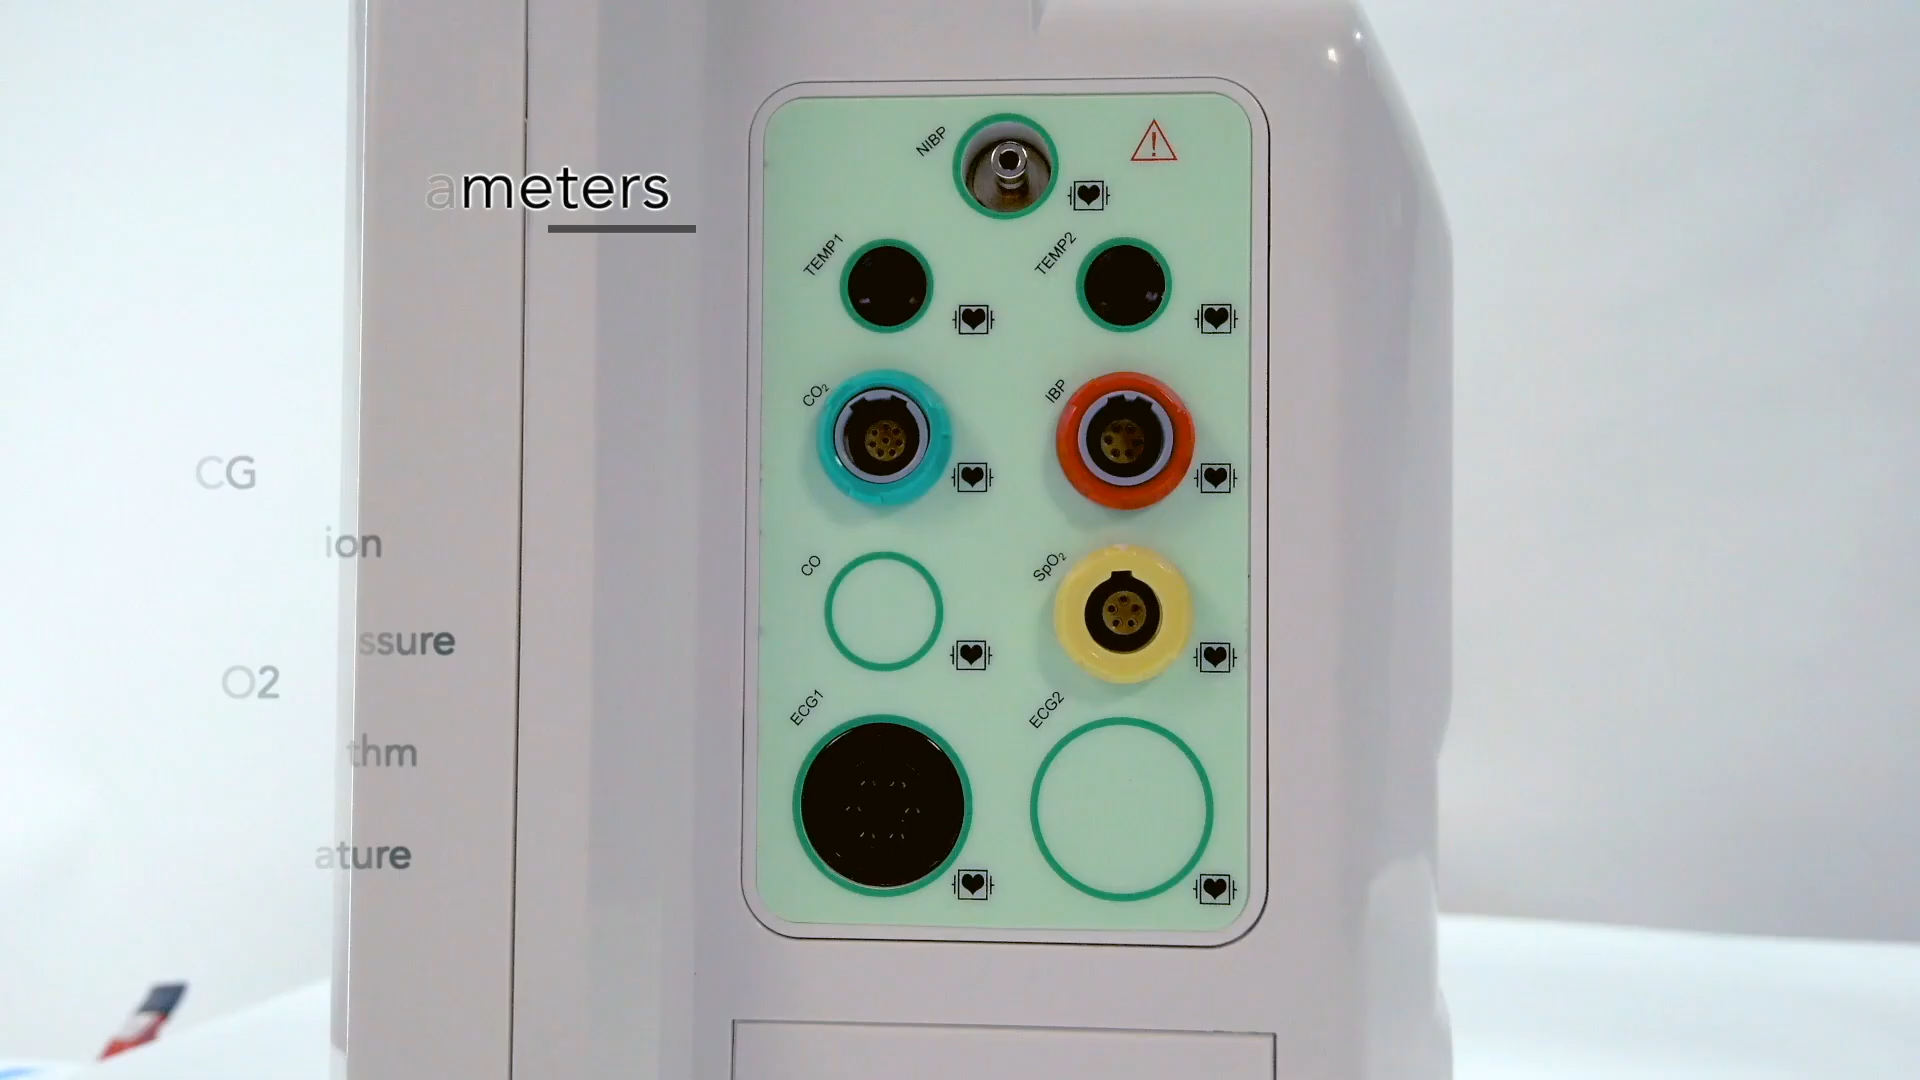 ameters
CG
ion
ssure
O2
thm
ature
NIBP
TEMP1
TEMP2
CO₂
IBP
CO
SpO₂
ECG1
ECG2